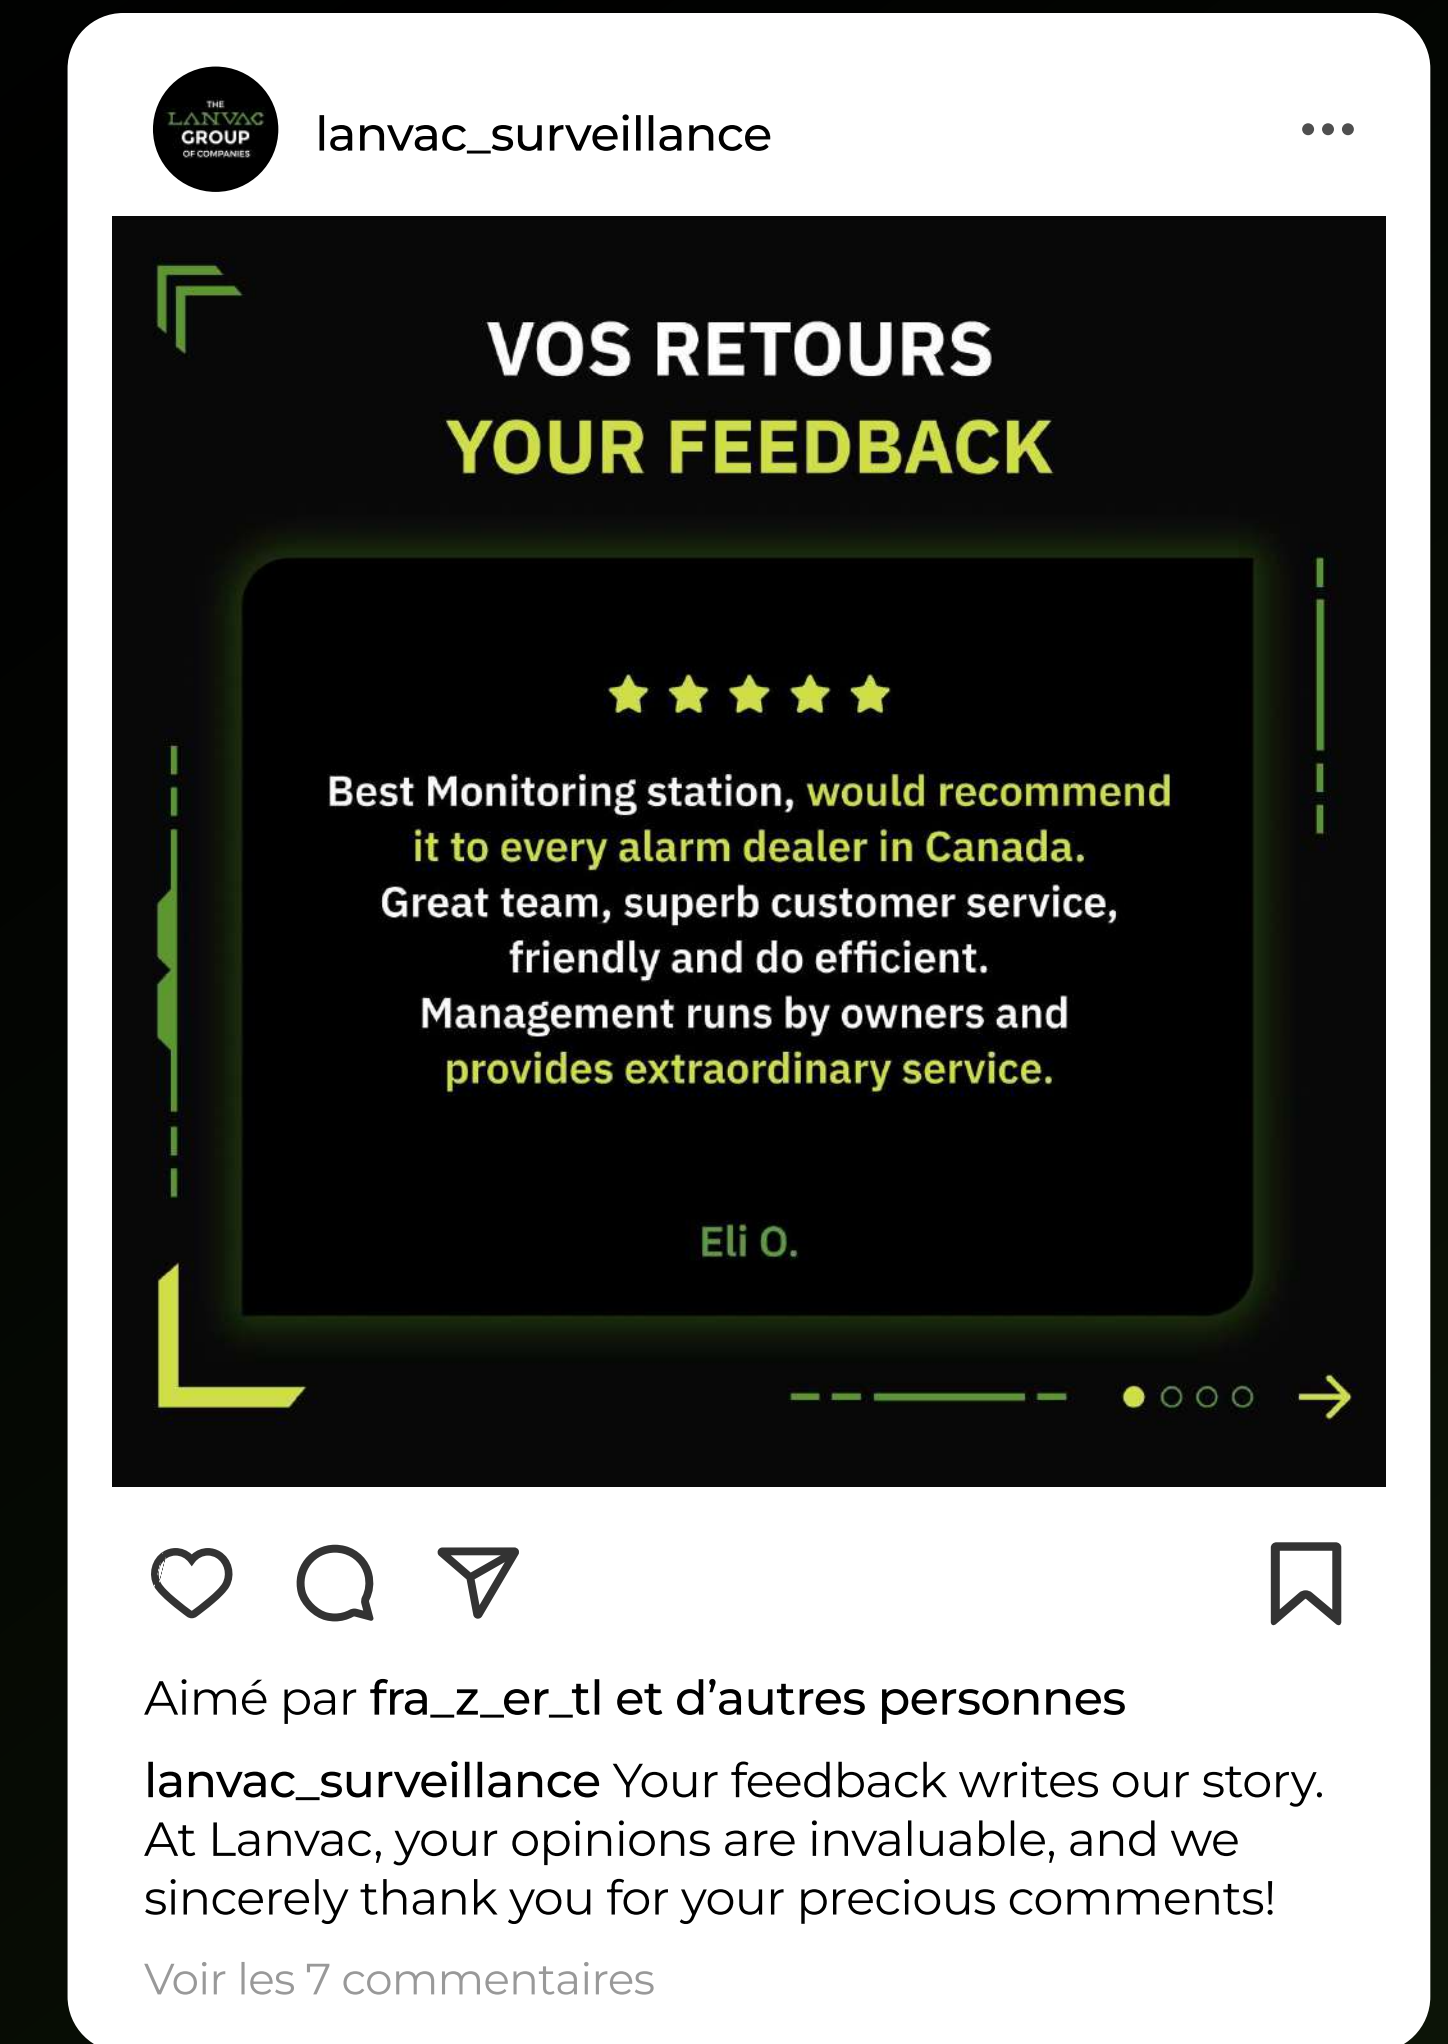 THE
LANVAC
GROUP
OF COMPANIES
lanvac_surveillance
VOS RETOURS
YOUR FEEDBACK
Best Monitoring station, would recommend
it to every alarm dealer in Canada.
Great team, superb customer service,
friendly and do efficient.
Management runs by owners and
provides extraordinary service.
Eli O.
Aimé par fra_z_er_tl et d’autres personnes
lanvac_surveillance Your feedback writes our story.
At Lanvac, your opinions are invaluable, and we
sincerely thank you for your precious comments!
Voir les 7 commentaires